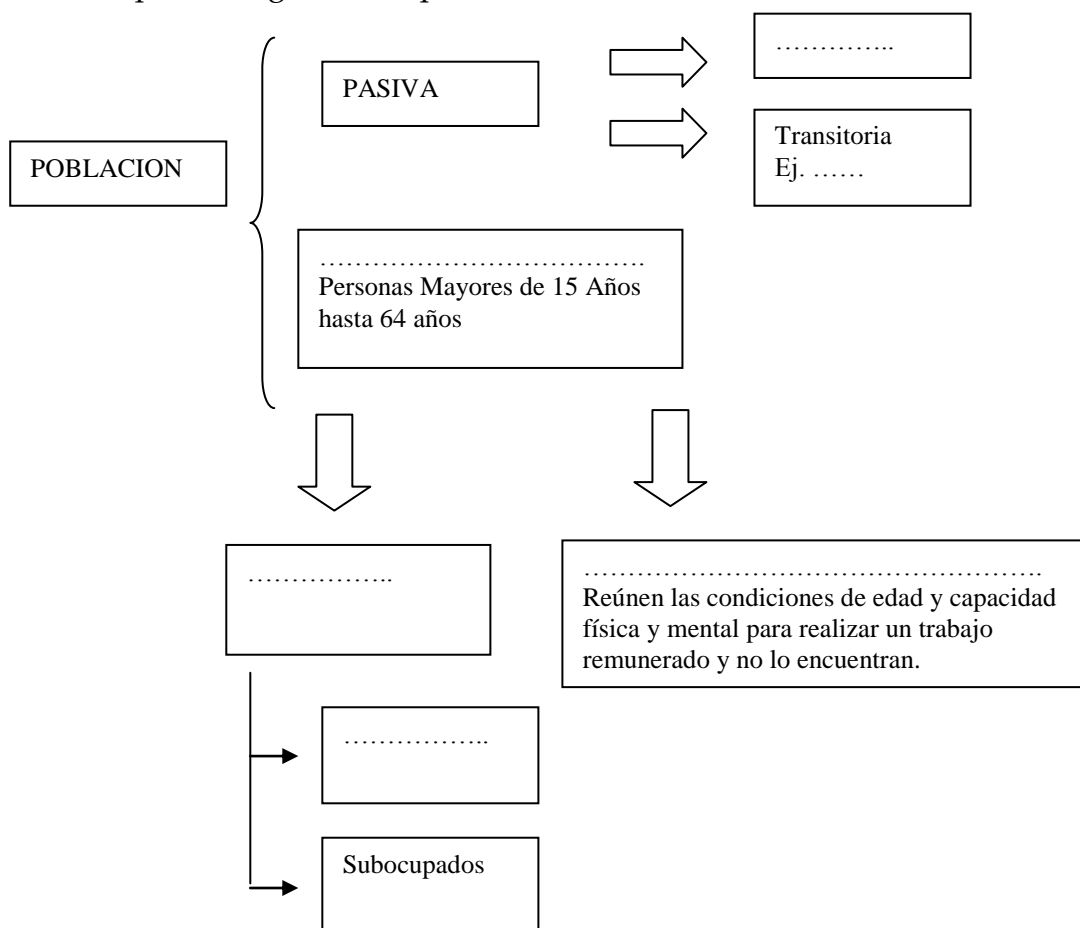 …………..
PASIVA
Transitoria
Ej. ……
POBLACION
……………………………….
Personas Mayores de 15 Años
hasta 64 años
……………..
…………………………………………….
Reúnen las condiciones de edad y capacidad
física y mental para realizar un trabajo
remunerado y no lo encuentran.
……………..
Subocupados